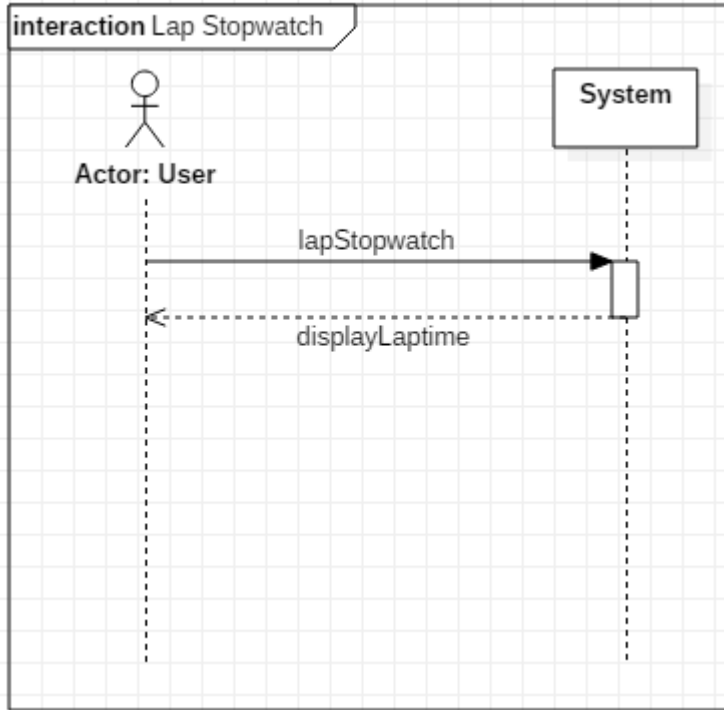 interaction Lap Stopwatch
System
Actor: User
lapStopwatch
displayLaptime